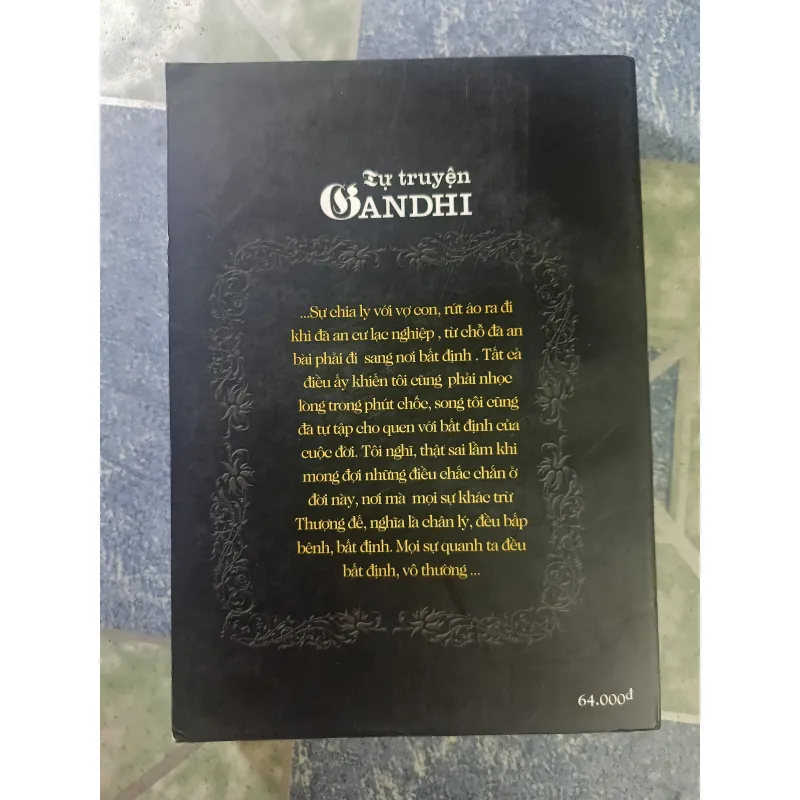 Tự truyện
GANDHI
...Sự chia ly với vợ con, rứt áo ra đi
khi đã an cư lạc nghiệp , từ chỗ đã an
bài phải đi sang nơi bất định . Tất cả
điều ấy khiến tôi cũng phải nhọc
lòng trong phút chốc, song tôi cũng
đã tự tập cho quen với bất định của
cuộc đời. Tôi nghĩ, thật sai lầm khi
mong đợi những điều chắc chắn ở
đời này, nơi mà mọi sự khác trừ
Thượng đế, nghĩa là chân lý, đều bấp
bênh, bất định. Mọi sự quanh ta đều
bất định, vô thường ...
64.000đ